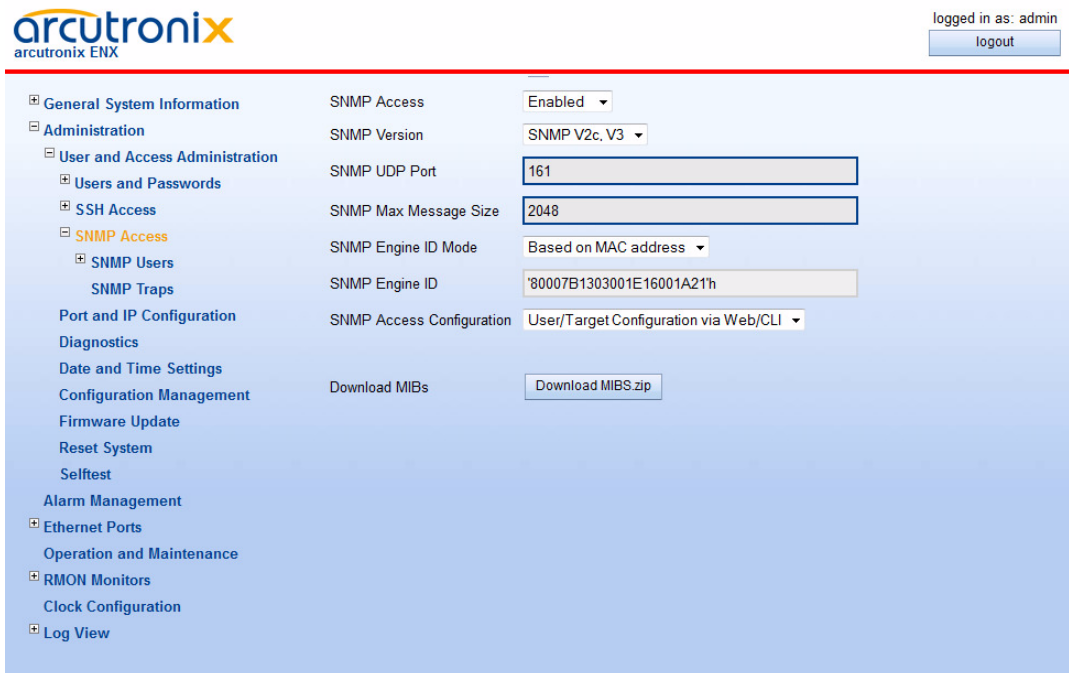 arcutronix
arcutronix ENX
logged in as: admin
logout
General System Information
Administration
User and Access Administration
Users and Passwords
SSH Access
SNMP Access
SNMP Users
SNMP Traps
Port and IP Configuration
Diagnostics
Date and Time Settings
Configuration Management
Firmware Update
Reset System
Selftest
Alarm Management
Ethernet Ports
Operation and Maintenance
RMON Monitors
Clock Configuration
Log View
SNMP Access Enabled
SNMP Version SNMP V2c, V3
SNMP UDP Port 161
SNMP Max Message Size 2048
SNMP Engine ID Mode Based on MAC address
SNMP Engine ID '80007B1303001E16001A21'h
SNMP Access Configuration User/Target Configuration via Web/CLI
Download MIBs Download MIBS.zip